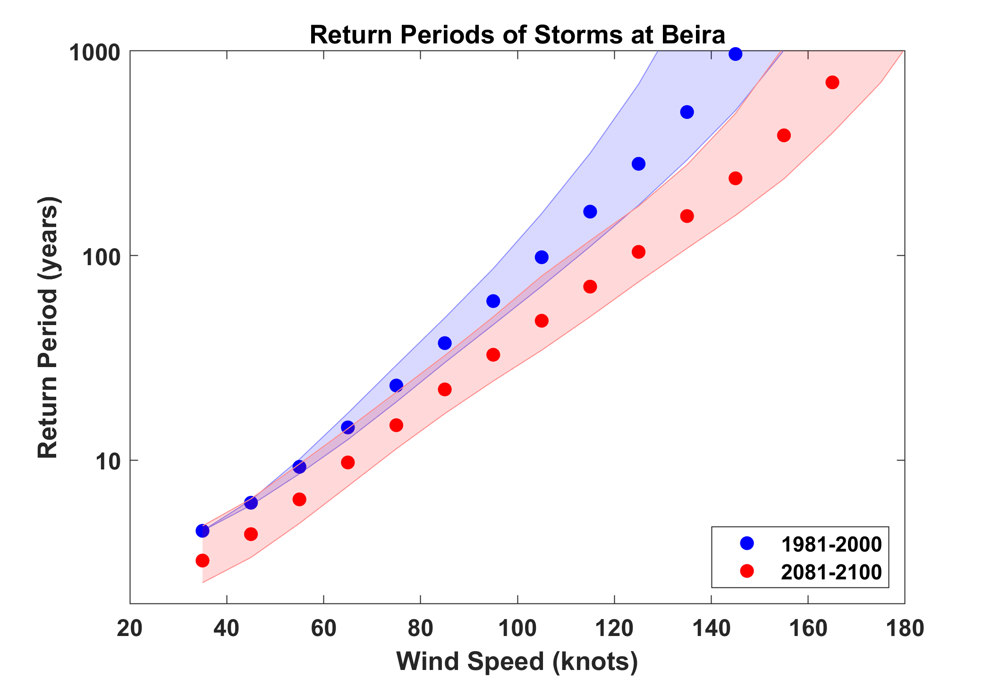 Return Periods of Storms at Beira
1000
100
10
Return Period (years)
20 40 60 80 100 120 140 160 180
Wind Speed (knots)
1981-2000
2081-2100